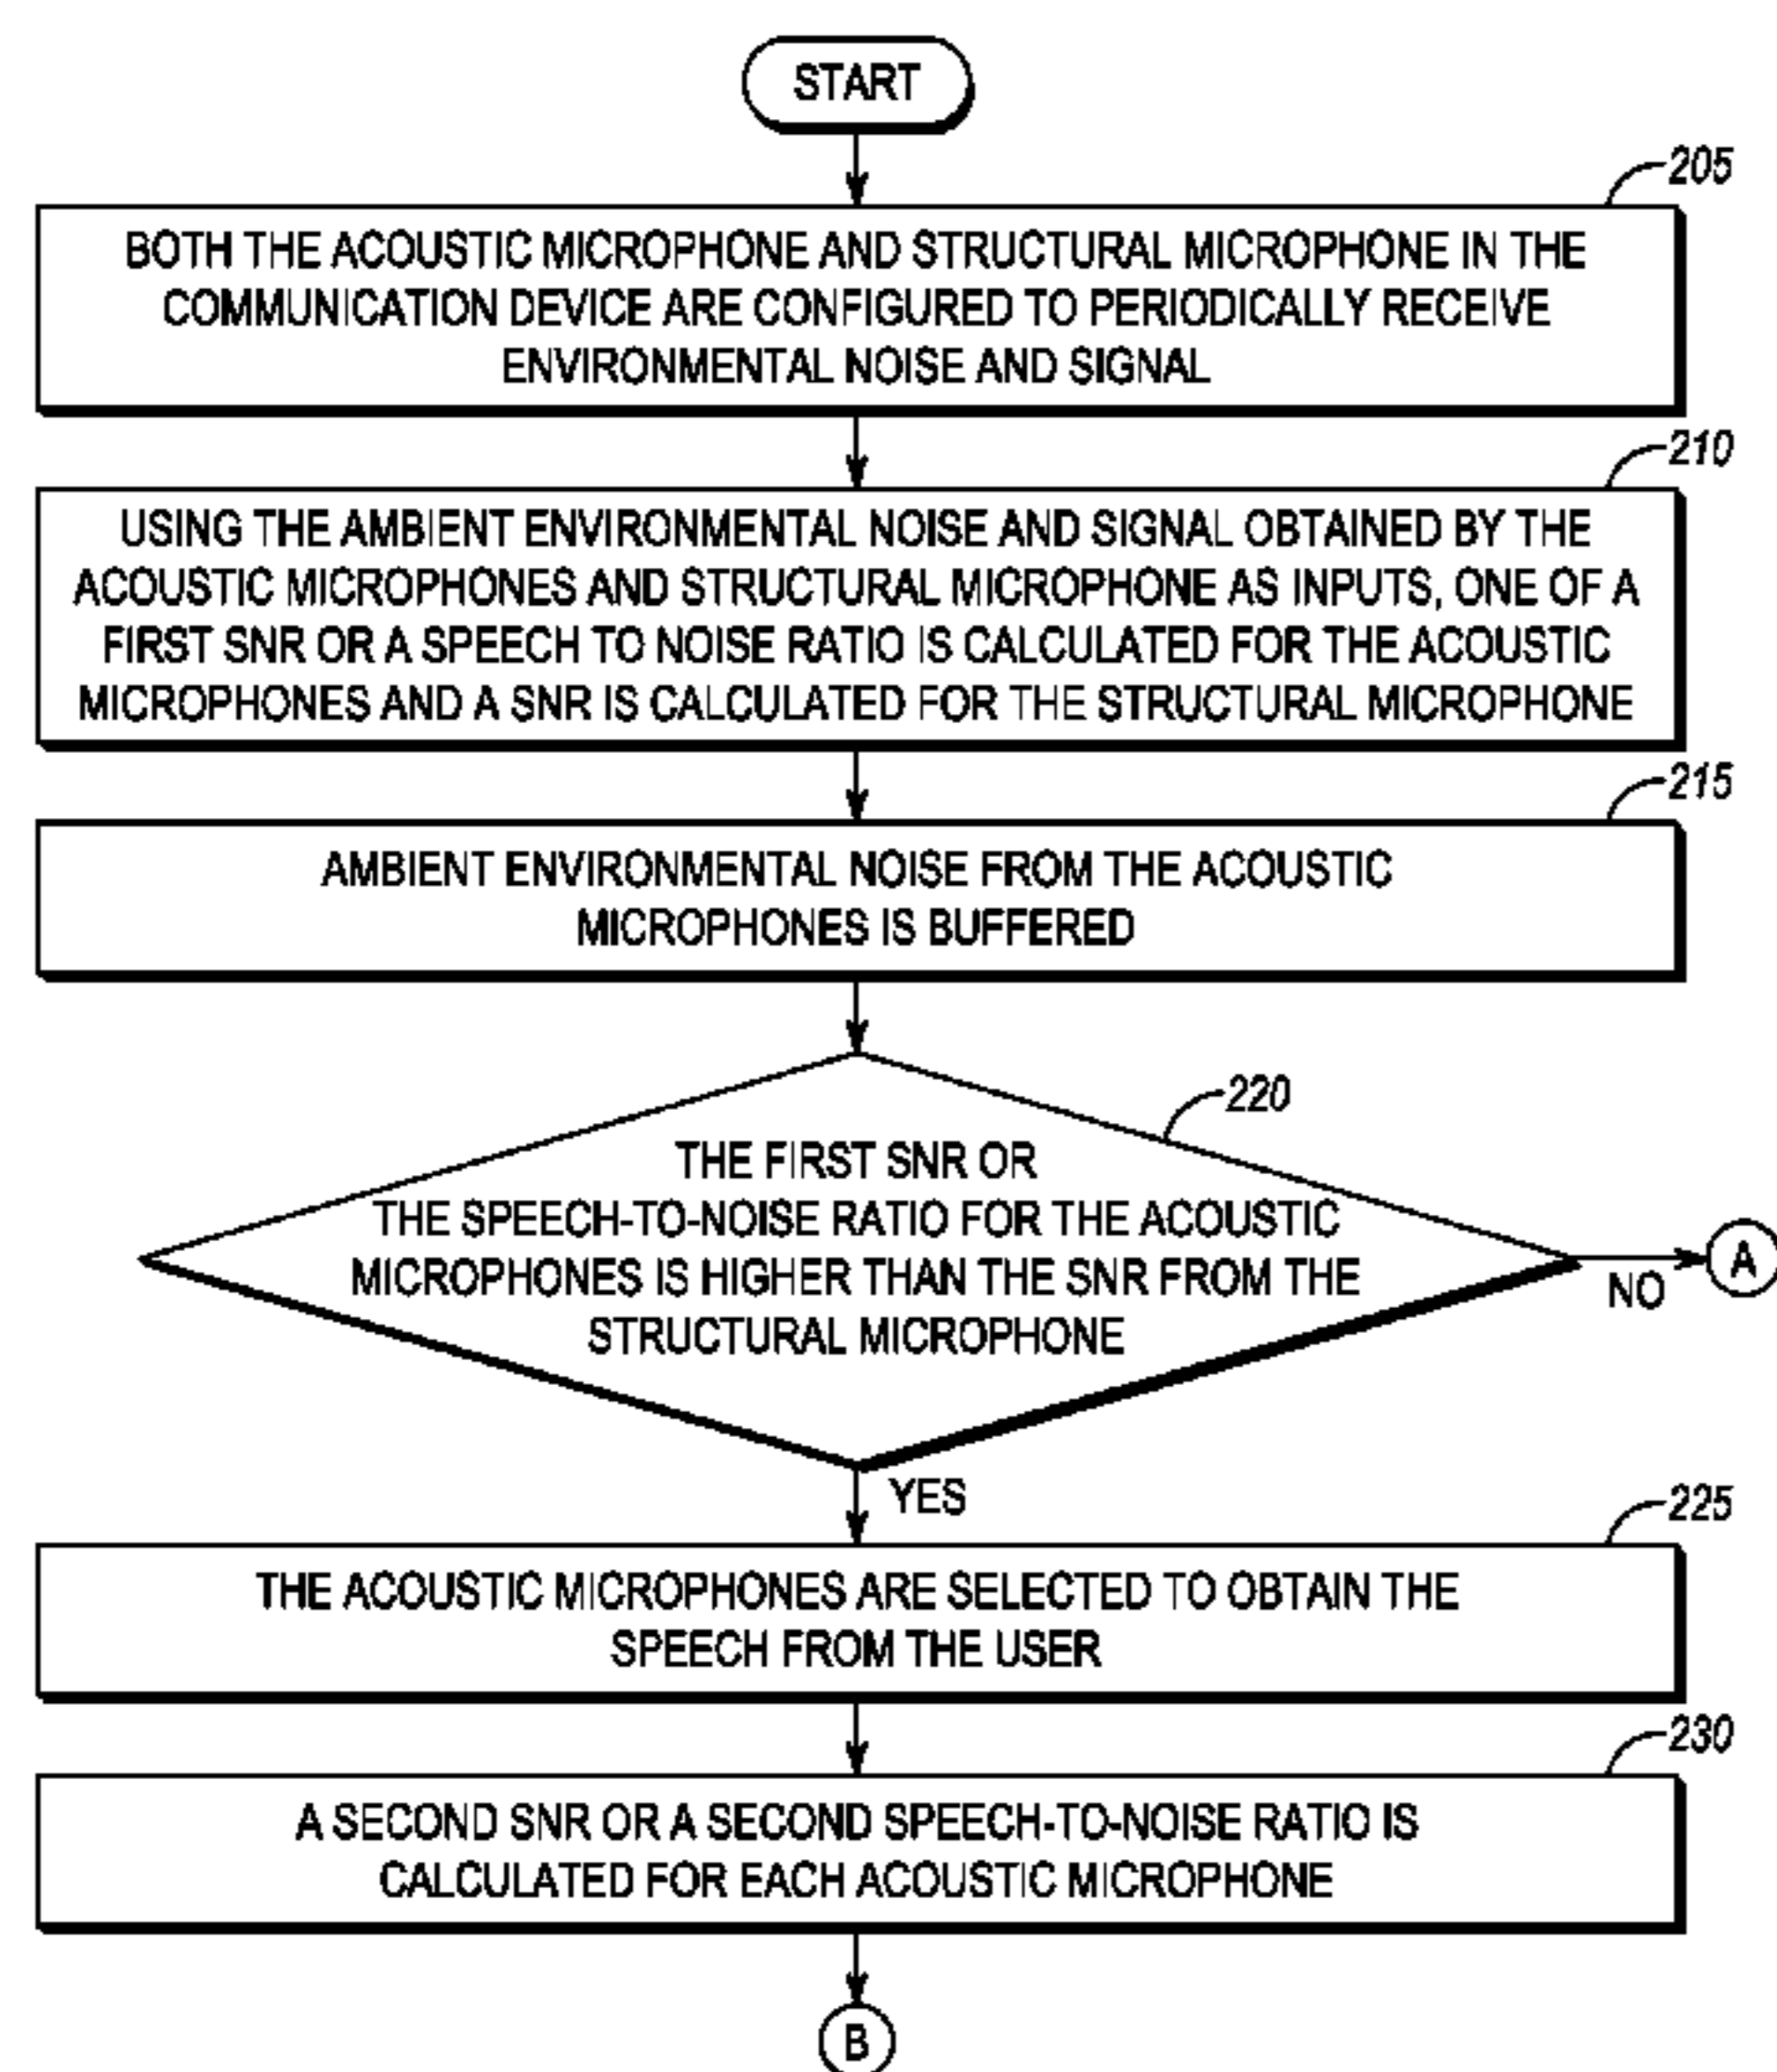 START
205
BOTH THE ACOUSTIC MICROPHONE AND STRUCTURAL MICROPHONE IN THE
COMMUNICATION DEVICE ARE CONFIGURED TO PERIODICALLY RECEIVE
ENVIRONMENTAL NOISE AND SIGNAL
210
USING THE AMBIENT ENVIRONMENTAL NOISE AND SIGNAL OBTAINED BY THE
ACOUSTIC MICROPHONES AND STRUCTURAL MICROPHONE AS INPUTS, ONE OF A
FIRST SNR OR A SPEECH TO NOISE RATIO IS CALCULATED FOR THE ACOUSTIC
MICROPHONES AND A SNR IS CALCULATED FOR THE STRUCTURAL MICROPHONE
215
AMBIENT ENVIRONMENTAL NOISE FROM THE ACOUSTIC
MICROPHONES IS BUFFERED
220
THE FIRST SNR OR
THE SPEECH-TO-NOISE RATIO FOR THE ACOUSTIC
MICROPHONES IS HIGHER THAN THE SNR FROM THE
STRUCTURAL MICROPHONE
A
NO
YES
225
THE ACOUSTIC MICROPHONES ARE SELECTED TO OBTAIN THE
SPEECH FROM THE USER
230
A SECOND SNR OR A SECOND SPEECH-TO-NOISE RATIO IS
CALCULATED FOR EACH ACOUSTIC MICROPHONE
B